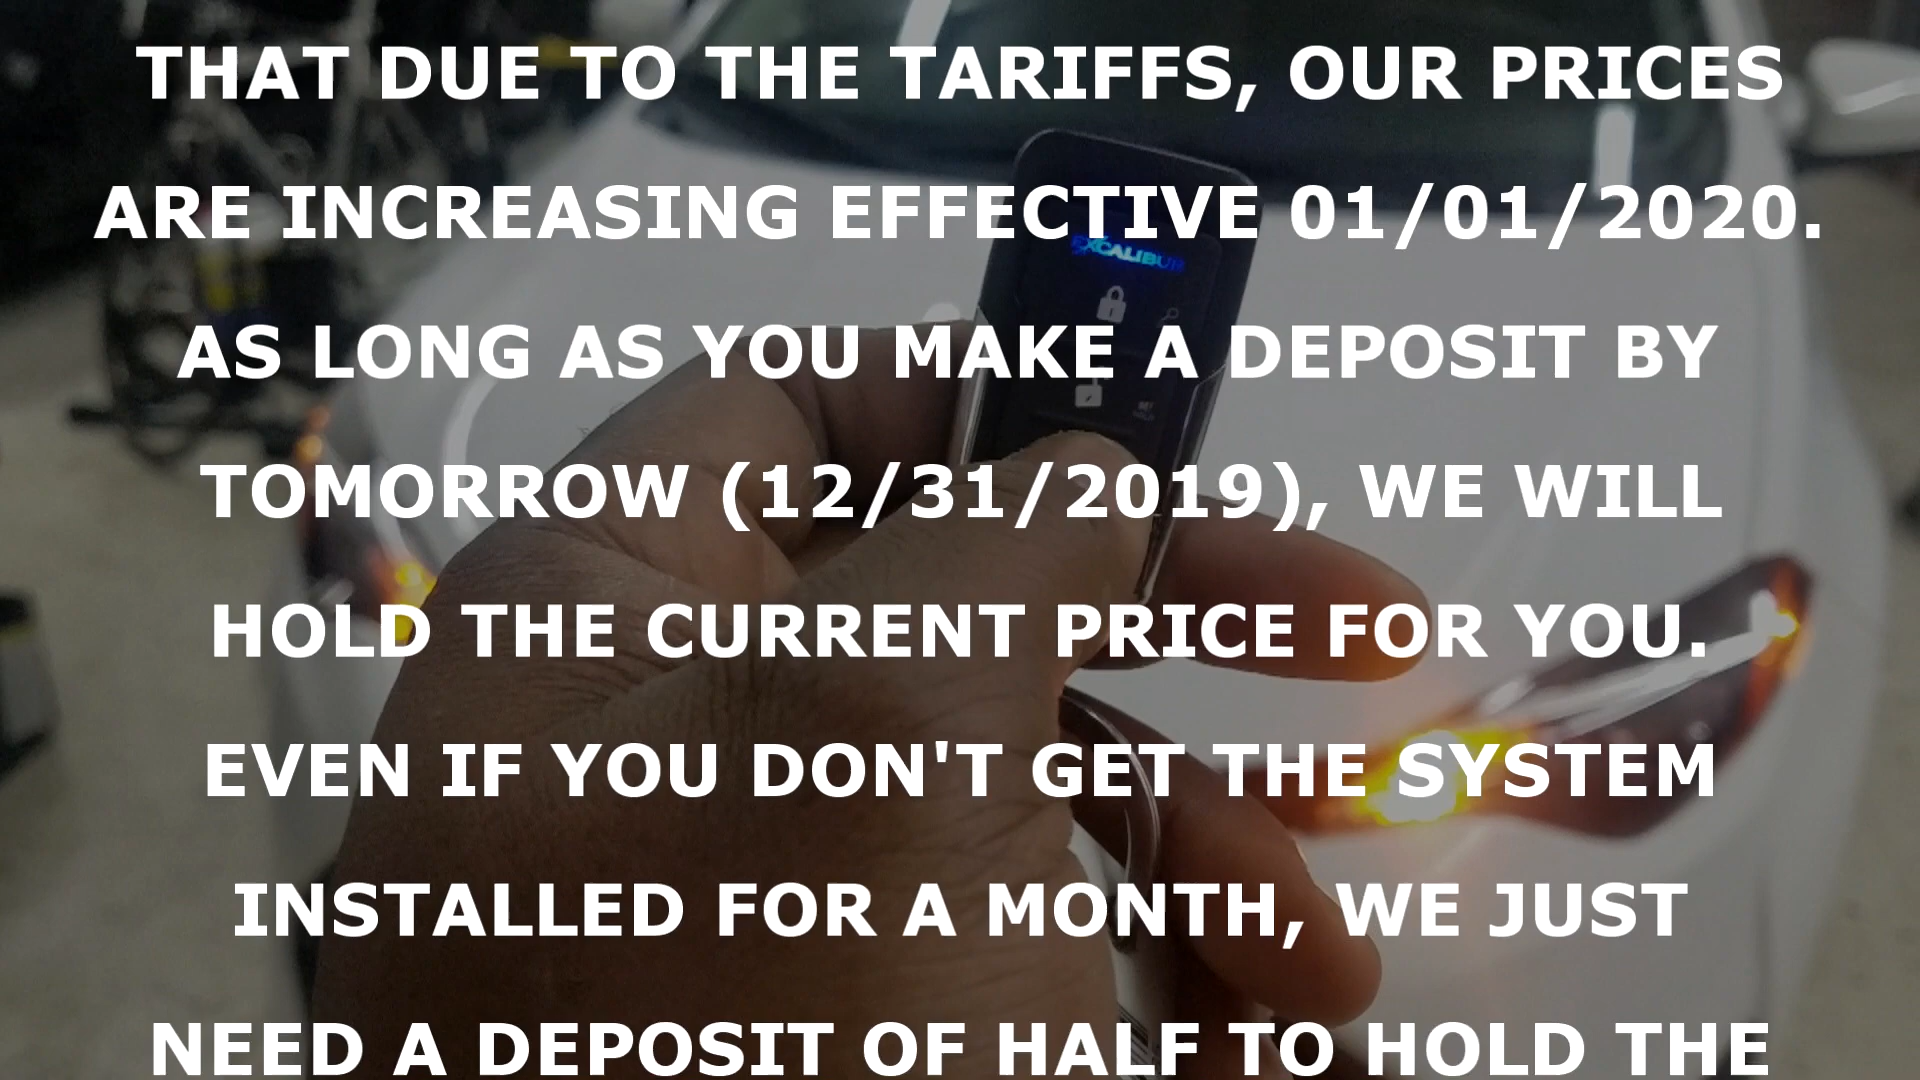 THAT DUE TO THE TARIFFS, OUR PRICES
ARE INCREASING EFFECTIVE 01/01/2020.
EXCALIBUR
AS LONG AS YOU MAKE A DEPOSIT BY
TOMORROW (12/31/2019), WE WILL
HOLD THE CURRENT PRICE FOR YOU.
EVEN IF YOU DON'T GET THE SYSTEM
INSTALLED FOR A MONTH, WE JUST
NEED A DEPOSIT OF HALF TO HOLD THE